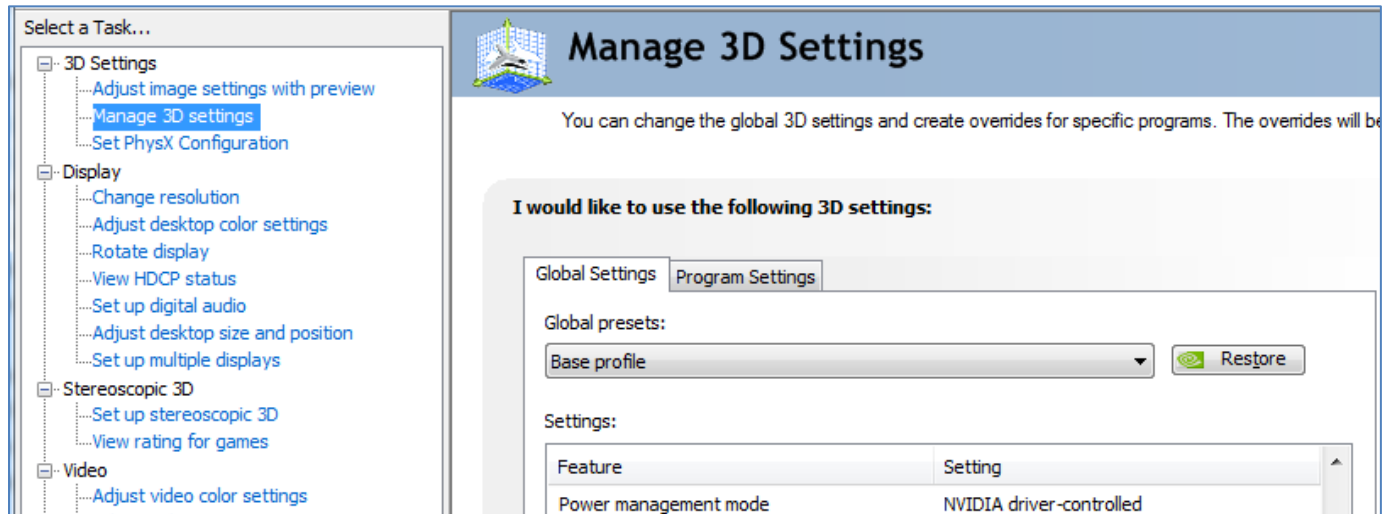 Select a Task...
3D Settings
Adjust image settings with preview
Manage 3D settings
Set PhysX Configuration
Display
Change resolution
Adjust desktop color settings
Rotate display
View HDCP status
Set up digital audio
Adjust desktop size and position
Set up multiple displays
Stereoscopic 3D
Set up stereoscopic 3D
View rating for games
Video
Adjust video color settings
Manage 3D Settings
You can change the global 3D settings and create overrides for specific programs. The overrides will be
I would like to use the following 3D settings:
Global Settings Program Settings
Global presets:
Base profile Restore
Settings:
Feature Setting
Power management mode NVIDIA driver-controlled